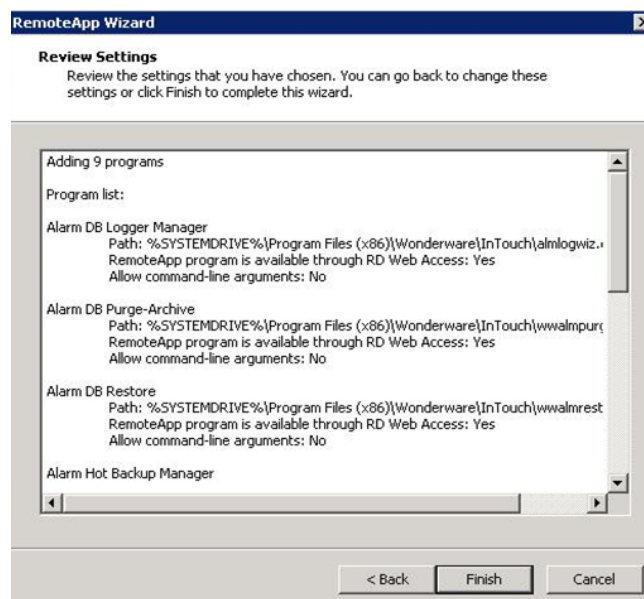 RemoteApp Wizard
Review Settings
Review the settings that you have chosen. You can go back to change these
settings or click Finish to complete this wizard.
Adding 9 programs
Program list:
Alarm DB Logger Manager
Path: %SYSTEMDRIVE%\Program Files (x86)\Wonderware\InTouch\almlogwiz.
RemoteApp program is available through RD Web Access: Yes
Allow command-line arguments: No
Alarm DB Purge-Archive
Path: %SYSTEMDRIVE%\Program Files (x86)\Wonderware\InTouch\wwalmpurg
RemoteApp program is available through RD Web Access: Yes
Allow command-line arguments: No
Alarm DB Restore
Path: %SYSTEMDRIVE%\Program Files (x86)\Wonderware\InTouch\wwalmrest
RemoteApp program is available through RD Web Access: Yes
Allow command-line arguments: No
Alarm Hot Backup Manager
< Back Finish Cancel